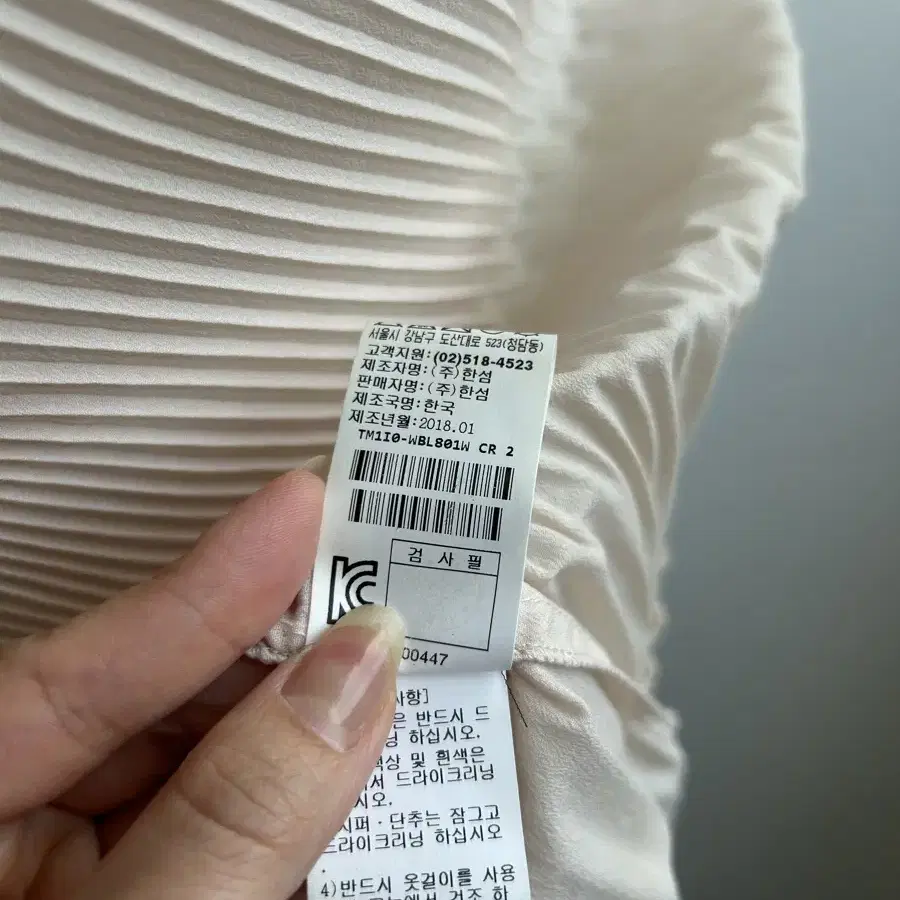 서울시 강남구 도산대로 523(청담동)
고객지원:(02)518-4523
제조자명:(주)한섬
판매자명:(주)한섬
제조국명:한국
제조년월:2018.01
TM1I0-WBL801W CR 2
검 사 필
00447
사항]
은 반드시 드
닝 하십시오.
색상 및 흰색은
서 드라이크리닝
시오.
지퍼·단추는 잠그고
드라이크리닝 하십시오
.
4)반드시 옷걸이를 사용